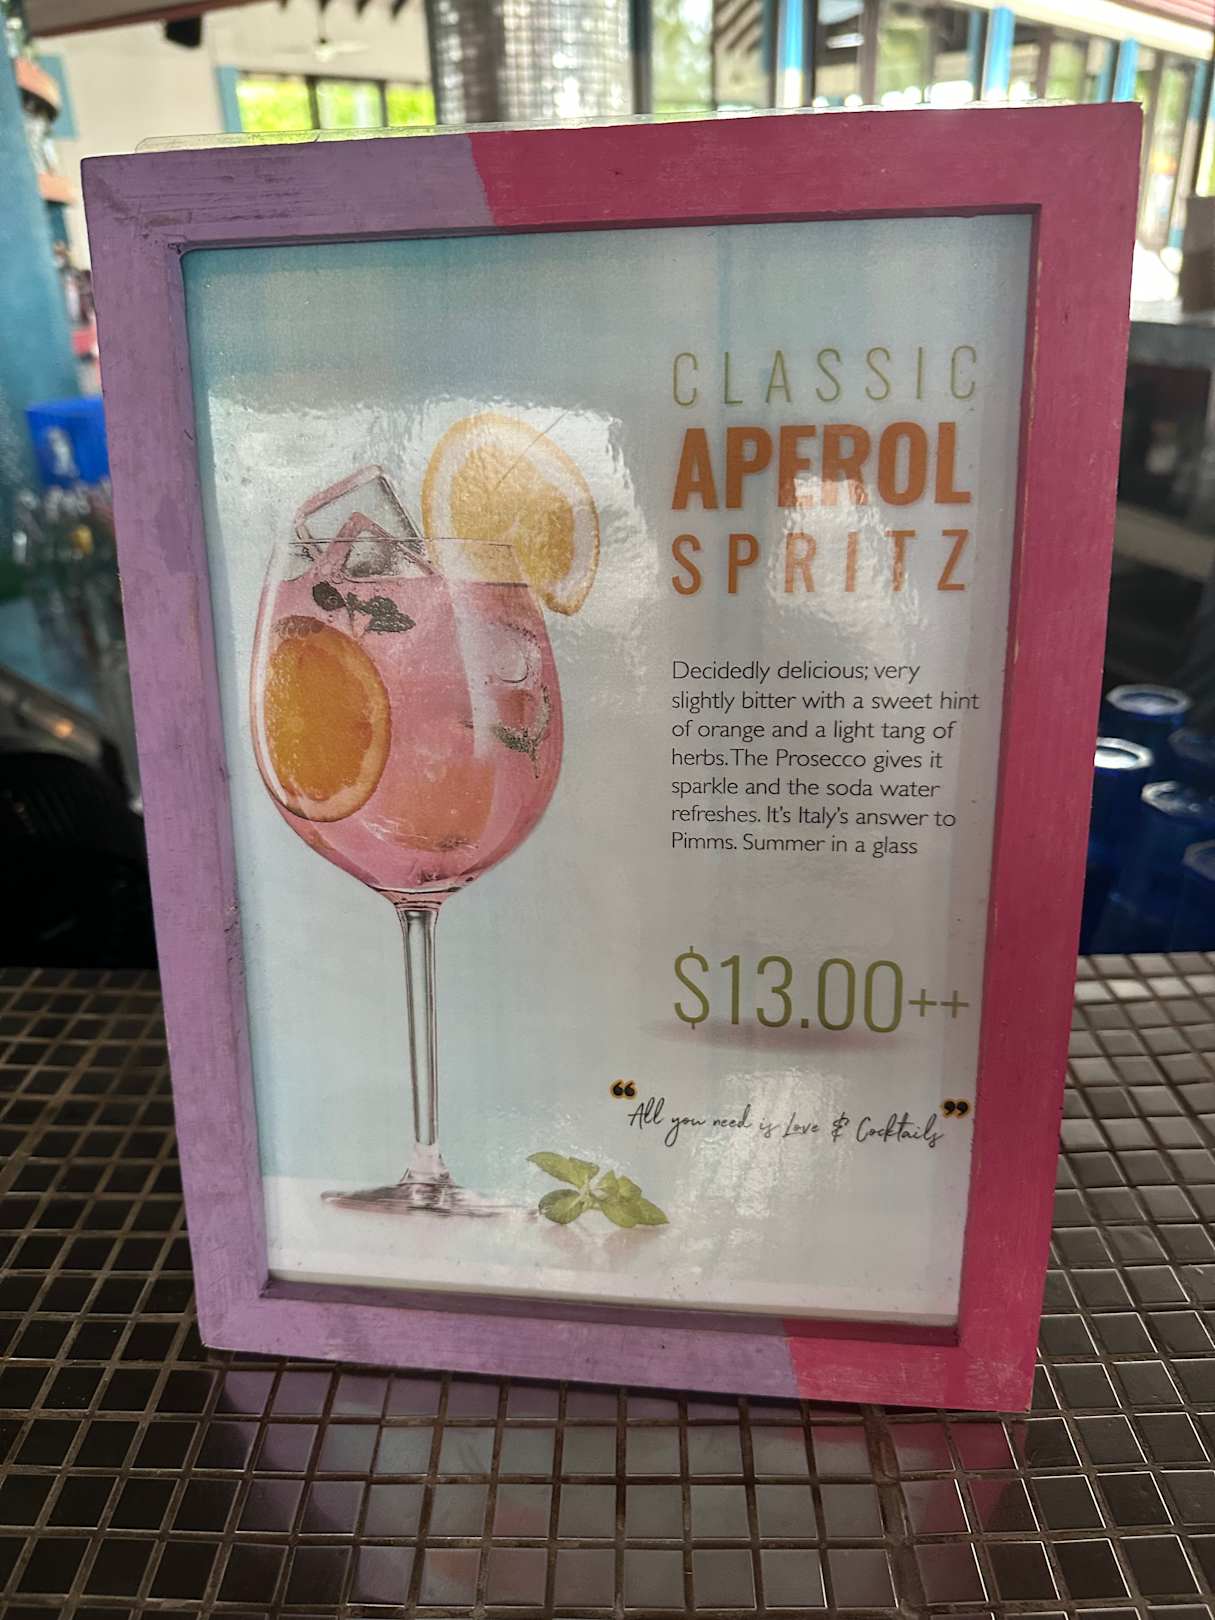 CLASSIC
APEROL
SPRITZ
Decidedly delicious; very
slightly bitter with a sweet hint
of orange and a light tang of
herbs. The Prosecco gives it
sparkle and the soda water
refreshes. It's Italy's answer to
Pimms. Summer in a glass
$13.00++
“All you need is Love & Cocktails”